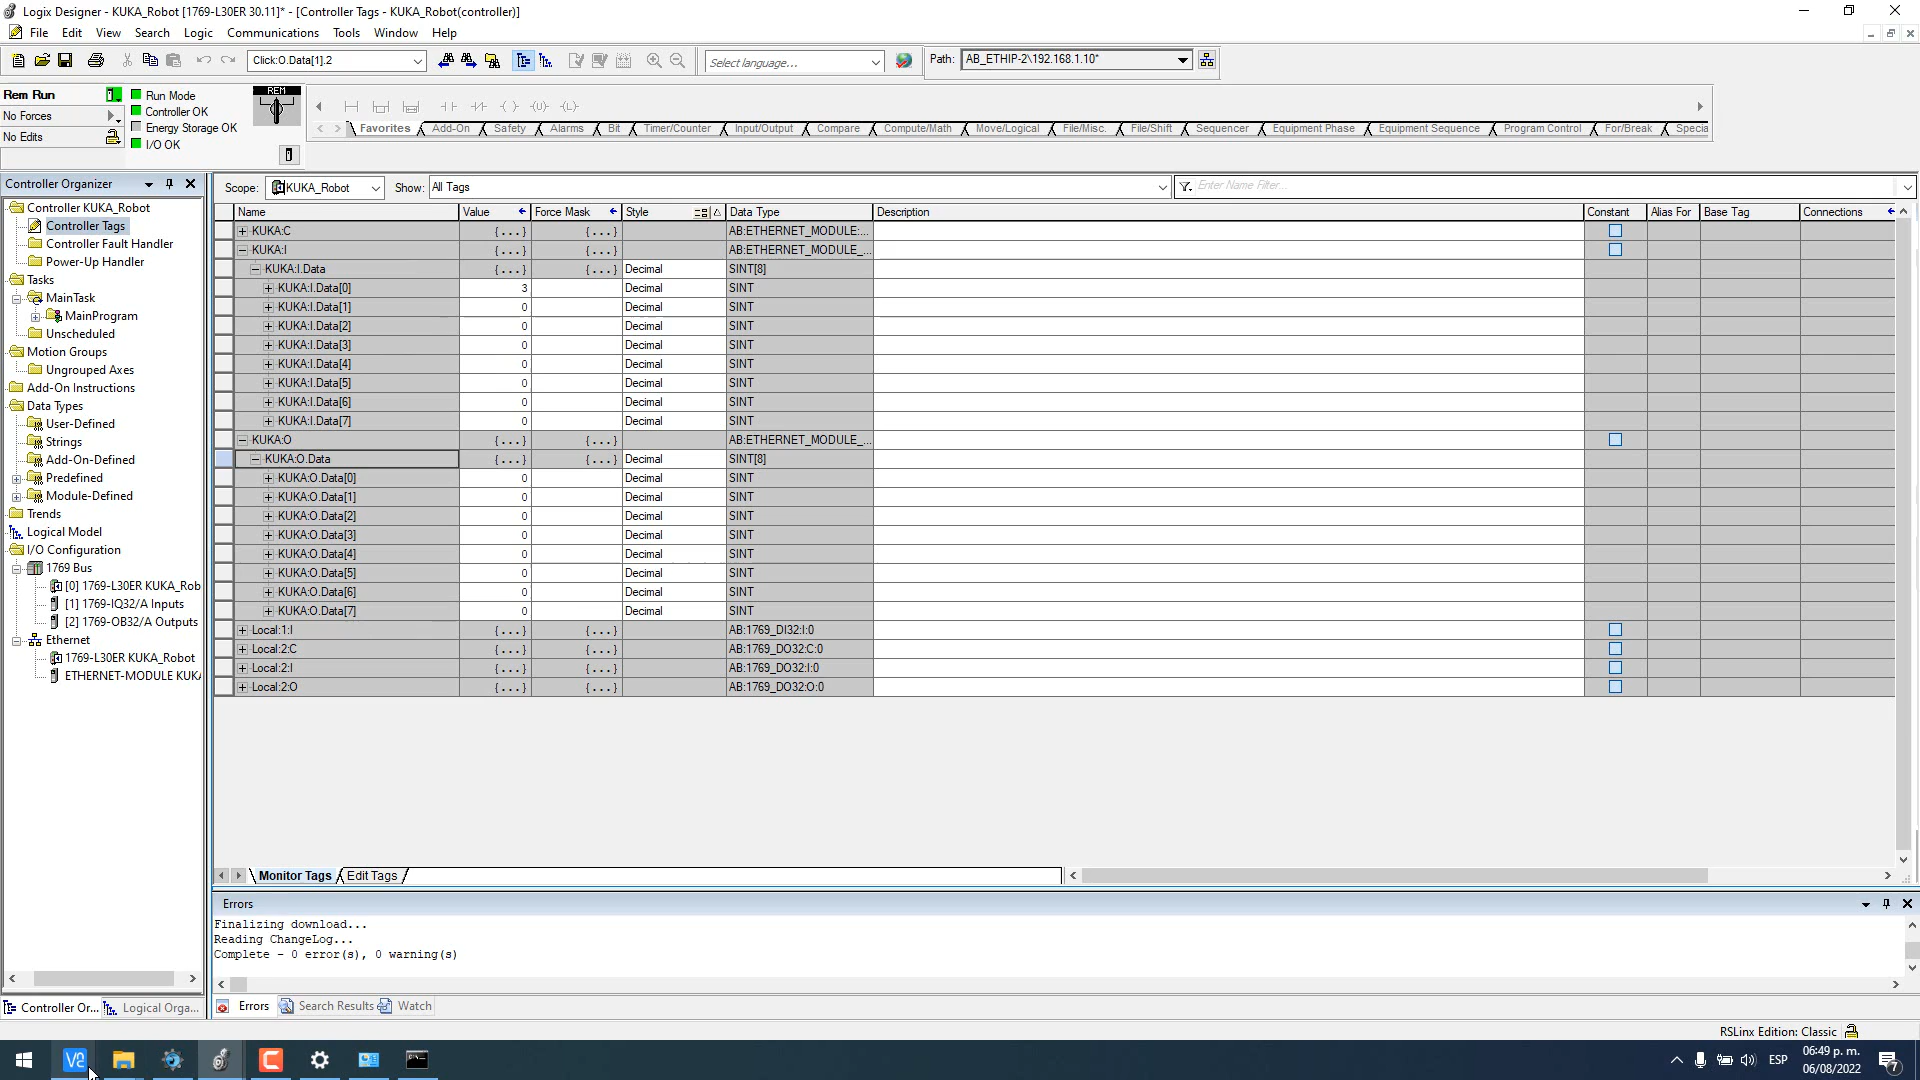 Logix Designer - KUKA_Robot [1769-L30ER 30.11]* - [Controller Tags - KUKA_Robot(controller)]
File Edit View Search Logic Communications Tools Window Help
Click:O.Data[1].2 Select language... Path: AB_ETHIP-2\192.168.1.10*
Rem Run Run Mode REM
No Forces Controller OK
Energy Storage OK
No Edits I/O OK
Favorites Add-On Safety Alarms Bit Timer/Counter Input/Output Compare Compute/Math Move/Logical File/Misc. File/Shift Sequencer Equipment Phase Equipment Sequence Program Control For/Break Specia
Controller Organizer
Controller KUKA_Robot
Controller Tags
Controller Fault Handler
Power-Up Handler
Tasks
MainTask
MainProgram
Unscheduled
Motion Groups
Ungrouped Axes
Add-On Instructions
Data Types
User-Defined
Strings
Add-On-Defined
Predefined
Module-Defined
Trends
Logical Model
I/O Configuration
1769 Bus
[0] 1769-L30ER KUKA_Rob
[1] 1769-IQ32/A Inputs
[2] 1769-OB32/A Outputs
Ethernet
1769-L30ER KUKA_Robot
ETHERNET-MODULE KUKA
Controller Or... Logical Orga...
Scope: KUKA_Robot Show: All Tags Enter Name Filter...
Name Value Force Mask Style Data Type Description Constant Alias For Base Tag Connections
KUKA:C {...} {...} AB:ETHERNET_MODULE:...
KUKA:I {...} {...} AB:ETHERNET_MODULE_...
KUKA:I.Data {...} {...} Decimal SINT[8]
KUKA:I.Data[0] 3 Decimal SINT
KUKA:I.Data[1] 0 Decimal SINT
KUKA:I.Data[2] 0 Decimal SINT
KUKA:I.Data[3] 0 Decimal SINT
KUKA:I.Data[4] 0 Decimal SINT
KUKA:I.Data[5] 0 Decimal SINT
KUKA:I.Data[6] 0 Decimal SINT
KUKA:I.Data[7] 0 Decimal SINT
KUKA:O {...} {...} AB:ETHERNET_MODULE_...
KUKA:O.Data {...} {...} Decimal SINT[8]
KUKA:O.Data[0] 0 Decimal SINT
KUKA:O.Data[1] 0 Decimal SINT
KUKA:O.Data[2] 0 Decimal SINT
KUKA:O.Data[3] 0 Decimal SINT
KUKA:O.Data[4] 0 Decimal SINT
KUKA:O.Data[5] 0 Decimal SINT
KUKA:O.Data[6] 0 Decimal SINT
KUKA:O.Data[7] 0 Decimal SINT
Local:1:I {...} {...} AB:1769_DI32:I:0
Local:2:C {...} {...} AB:1769_DO32:C:0
Local:2:I {...} {...} AB:1769_DO32:I:0
Local:2:O {...} {...} AB:1769_DO32:O:0
Monitor Tags Edit Tags
Errors
Finalizing download...
Reading ChangeLog...
Complete - 0 error(s), 0 warning(s)
Errors Search Results Watch
RSLinx Edition: Classic
ESP 06:49 p. m.
06/08/2022 7